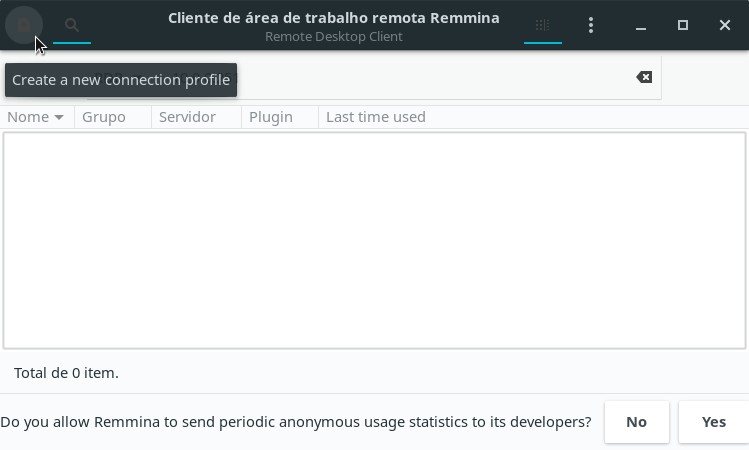 Cliente de área de trabalho remota Remmina
Remote Desktop Client
Create a new connection profile
Nome Grupo Servidor Plugin Last time used
Total de 0 item.
Do you allow Remmina to send periodic anonymous usage statistics to its developers? No Yes